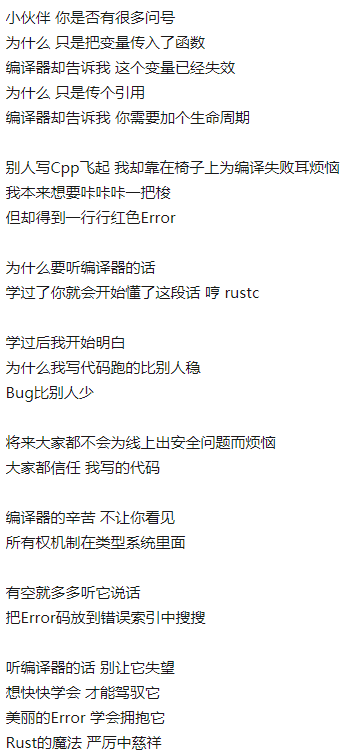 小伙伴 你是否有很多问号
为什么 只是把变量传入了函数
编译器却告诉我 这个变量已经失效
为什么 只是传个引用
编译器却告诉我 你需要加个生命周期
别人写Cpp飞起 我却靠在椅子上为编译失败耳烦恼
我本来想要咔咔咔一把梭
但却得到一行行红色Error
为什么要听编译器的话
学过了你就会开始懂了这段话 哼 rustc
学过后我开始明白
为什么我写代码跑的比别人稳
Bug比别人少
将来大家都不会为线上出安全问题而烦恼
大家都信任 我写的代码
编译器的辛苦 不让你看见
所有权机制在类型系统里面
有空就多多听它说话
把Error码放到错误索引中搜搜
听编译器的话 别让它失望
想快快学会 才能驾驭它
美丽的Error 学会拥抱它
Rust的魔法 严厉中慈祥